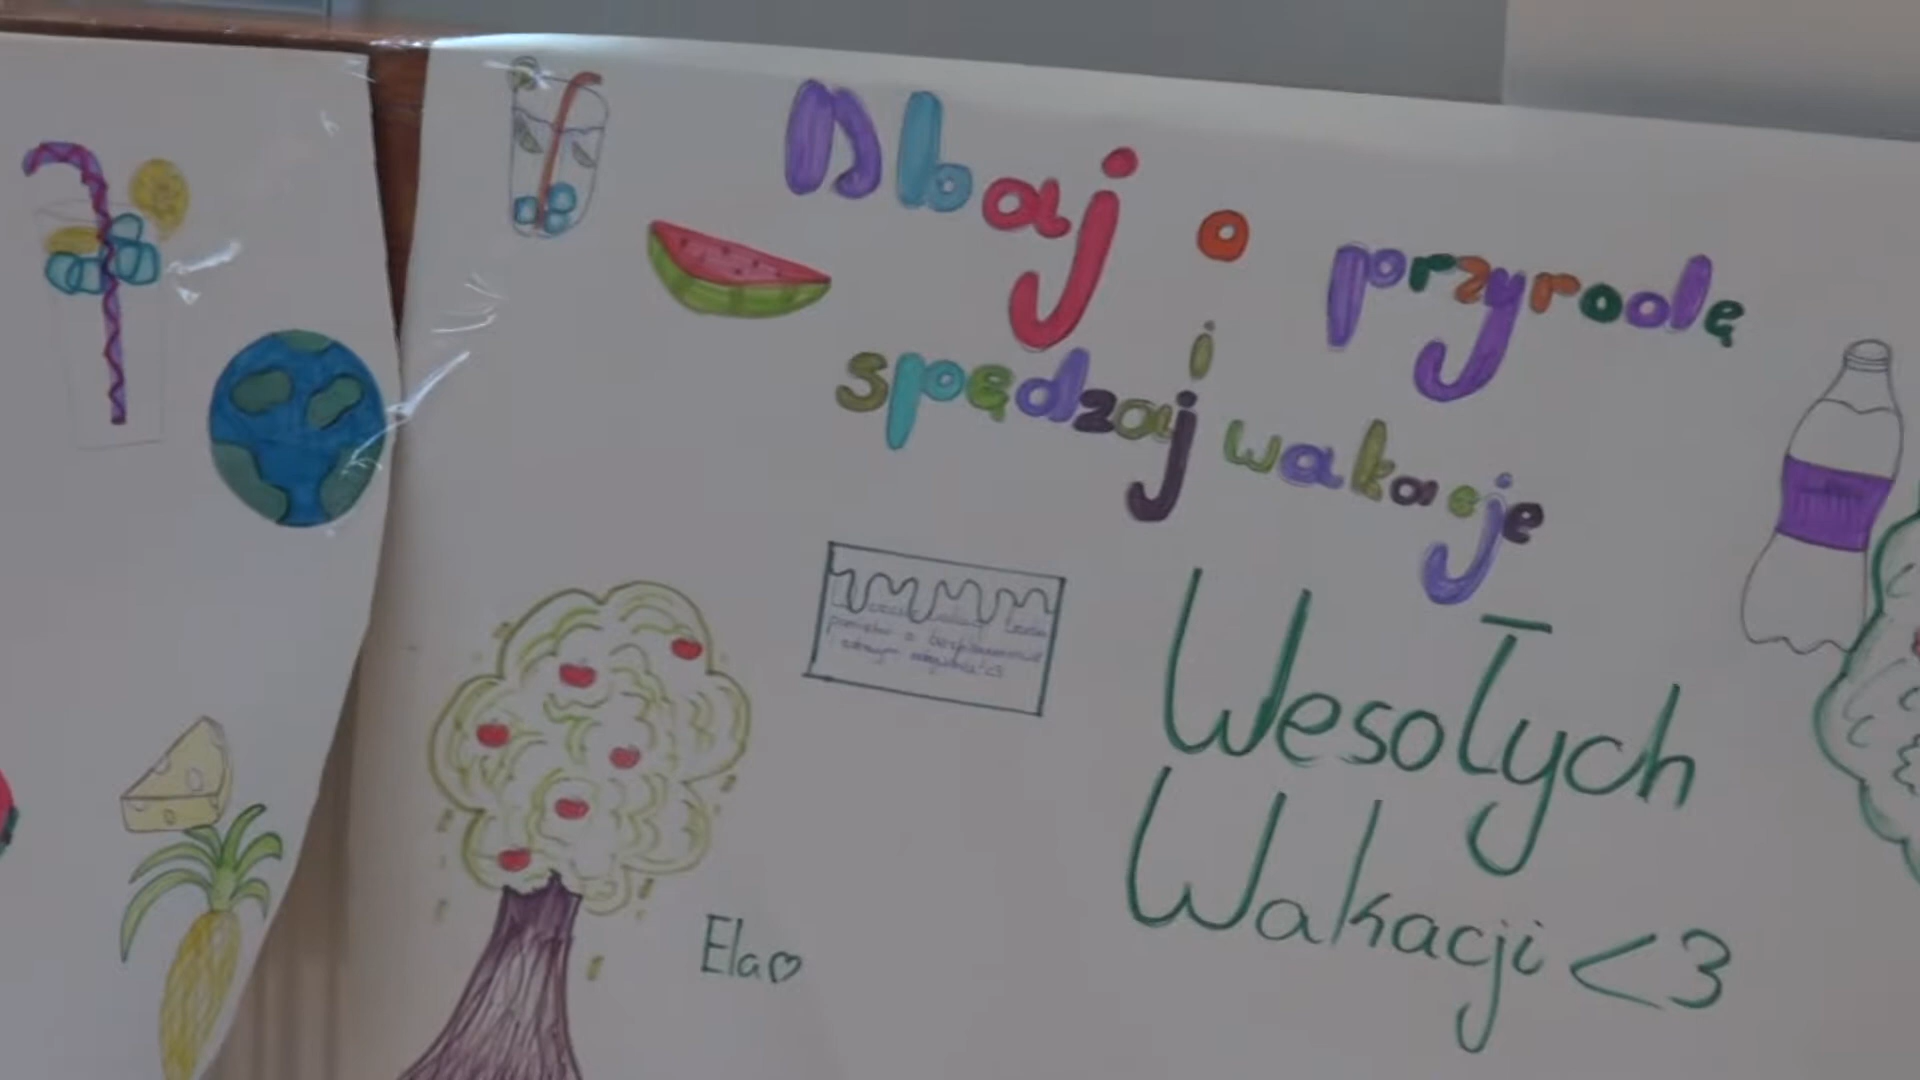 Dbaj o przyrodę
i
spędzaj wakacje
Wesołych
Wakacji <3
Ela♡